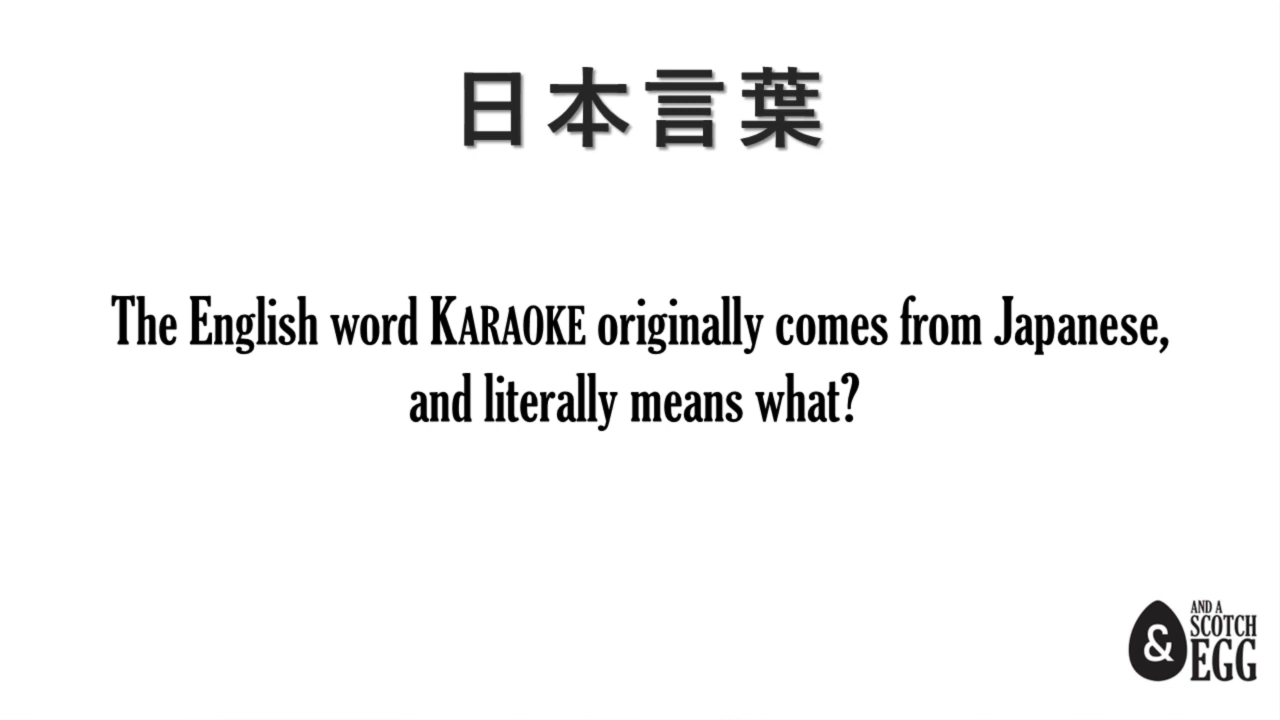 日本言葉
The English word KARAOKE originally comes from Japanese,
and literally means what?
AND A
SCOTCH
& EGG